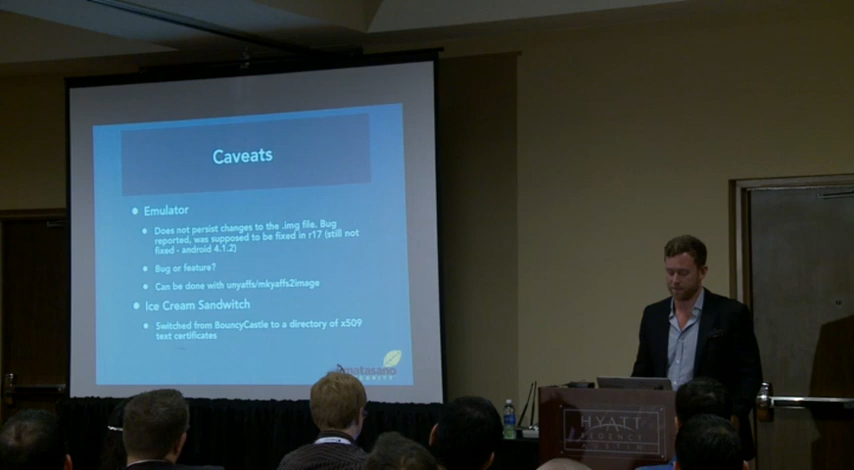 Caveats
Emulator
Does not persist changes to the .img file. Bug
reported, was supposed to be fixed in r17 (still not
fixed - android 4.1.2)
Bug or feature?
Can be done with unyaffs/mkyaffs2image
Ice Cream Sandwitch
Switched from BouncyCastle to a directory of x509
text certificates
matasano
HYATT
REGENCY